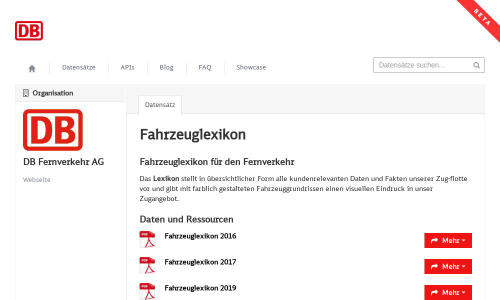 BETA
DB
Datensätze
APIs
Blog
FAQ
Showcase
Datensätze suchen...
Organisation
DB
DB Fernverkehr AG
Webseite
Datensatz
Fahrzeuglexikon
Fahrzeuglexikon für den Fernverkehr
Das Lexikon stellt in übersichtlicher Form alle kundenrelevanten Daten und Fakten unserer Zug-flotte
vor und gibt mit farblich gestalteten Fahrzeuggrundrissen einen visuellen Eindruck in unser
Zugangebot.
Daten und Ressourcen
PDF
Fahrzeuglexikon 2016
Mehr
PDF
Fahrzeuglexikon 2017
Mehr
PDF
Fahrzeuglexikon 2019
Mehr